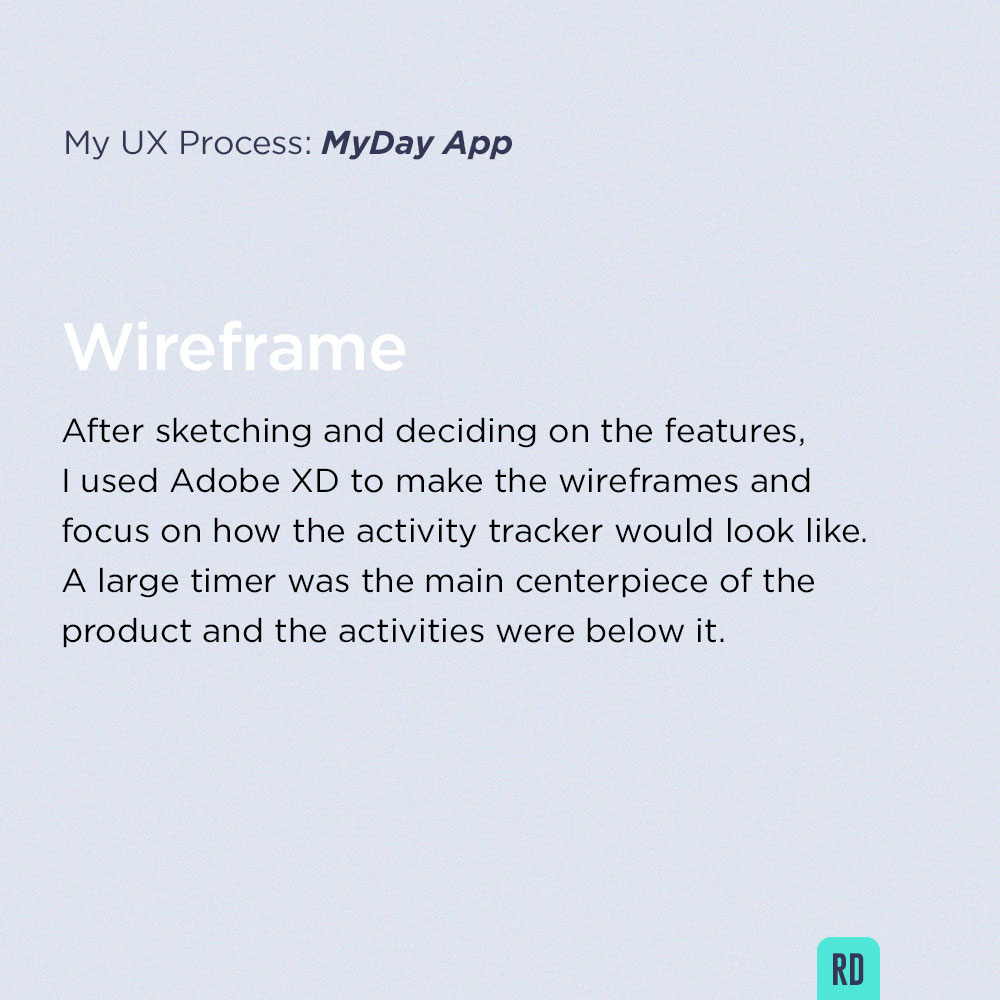 My UX Process: MyDay App
Wireframe
After sketching and deciding on the features,
I used Adobe XD to make the wireframes and
focus on how the activity tracker would look like.
A large timer was the main centerpiece of the
product and the activities were below it.
RD